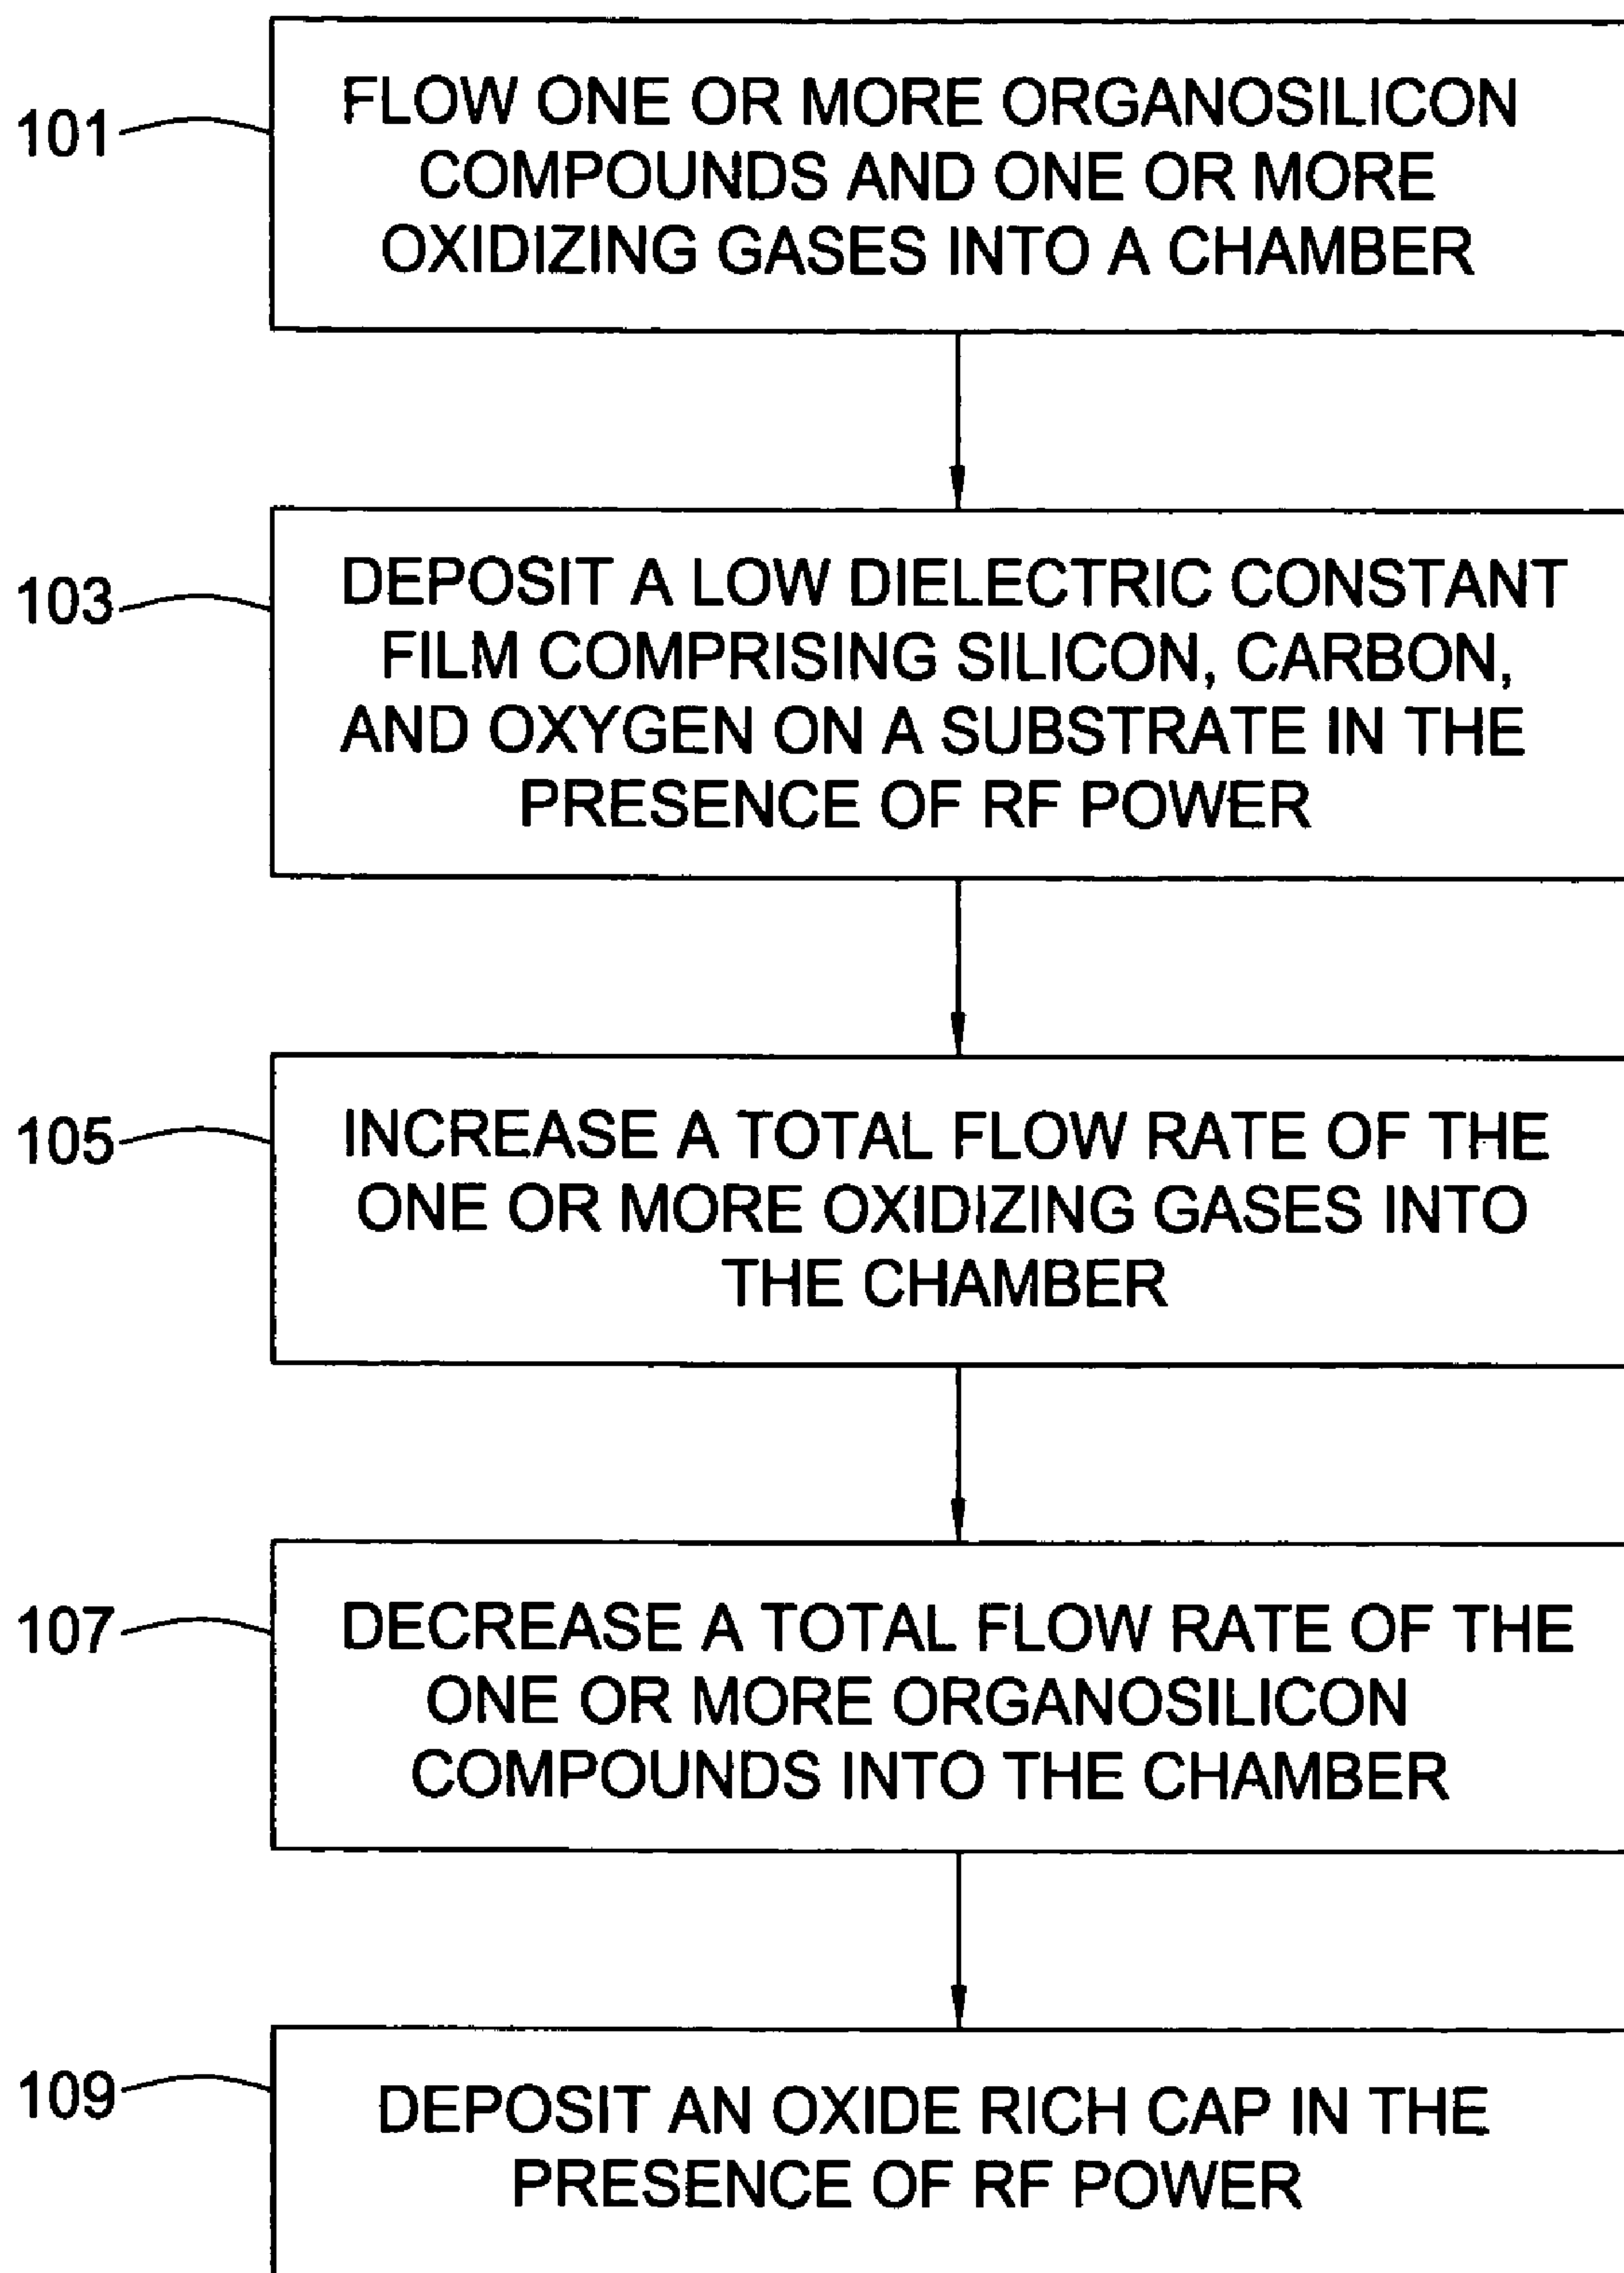 101
FLOW ONE OR MORE ORGANOSILICON
COMPOUNDS AND ONE OR MORE
OXIDIZING GASES INTO A CHAMBER
103
DEPOSIT A LOW DIELECTRIC CONSTANT
FILM COMPRISING SILICON, CARBON,
AND OXYGEN ON A SUBSTRATE IN THE
PRESENCE OF RF POWER
105
INCREASE A TOTAL FLOW RATE OF THE
ONE OR MORE OXIDIZING GASES INTO
THE CHAMBER
107
DECREASE A TOTAL FLOW RATE OF THE
ONE OR MORE ORGANOSILICON
COMPOUNDS INTO THE CHAMBER
109
DEPOSIT AN OXIDE RICH CAP IN THE
PRESENCE OF RF POWER